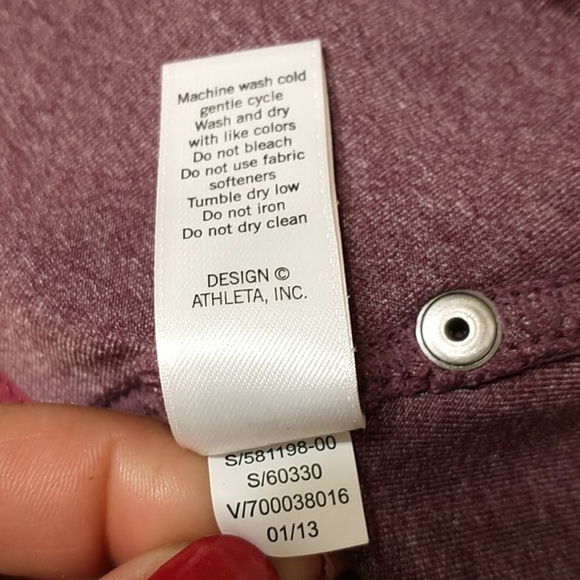 Machine wash cold
gentle cycle
Wash and dry
with like colors
Do not bleach
Do not use fabric
softeners
Tumble dry low
Do not iron
Do not dry clean
DESIGN ©
ATHLETA, INC.
S/581198-00
S/60330
V/700038016
01/13